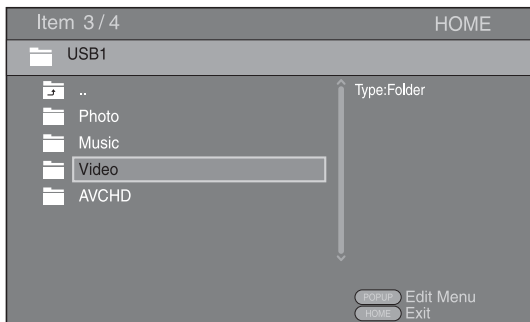 Item 3/4 HOME
USB1
..
Photo
Music
Video
AVCHD
Type:Folder
POPUP Edit Menu
HOME Exit